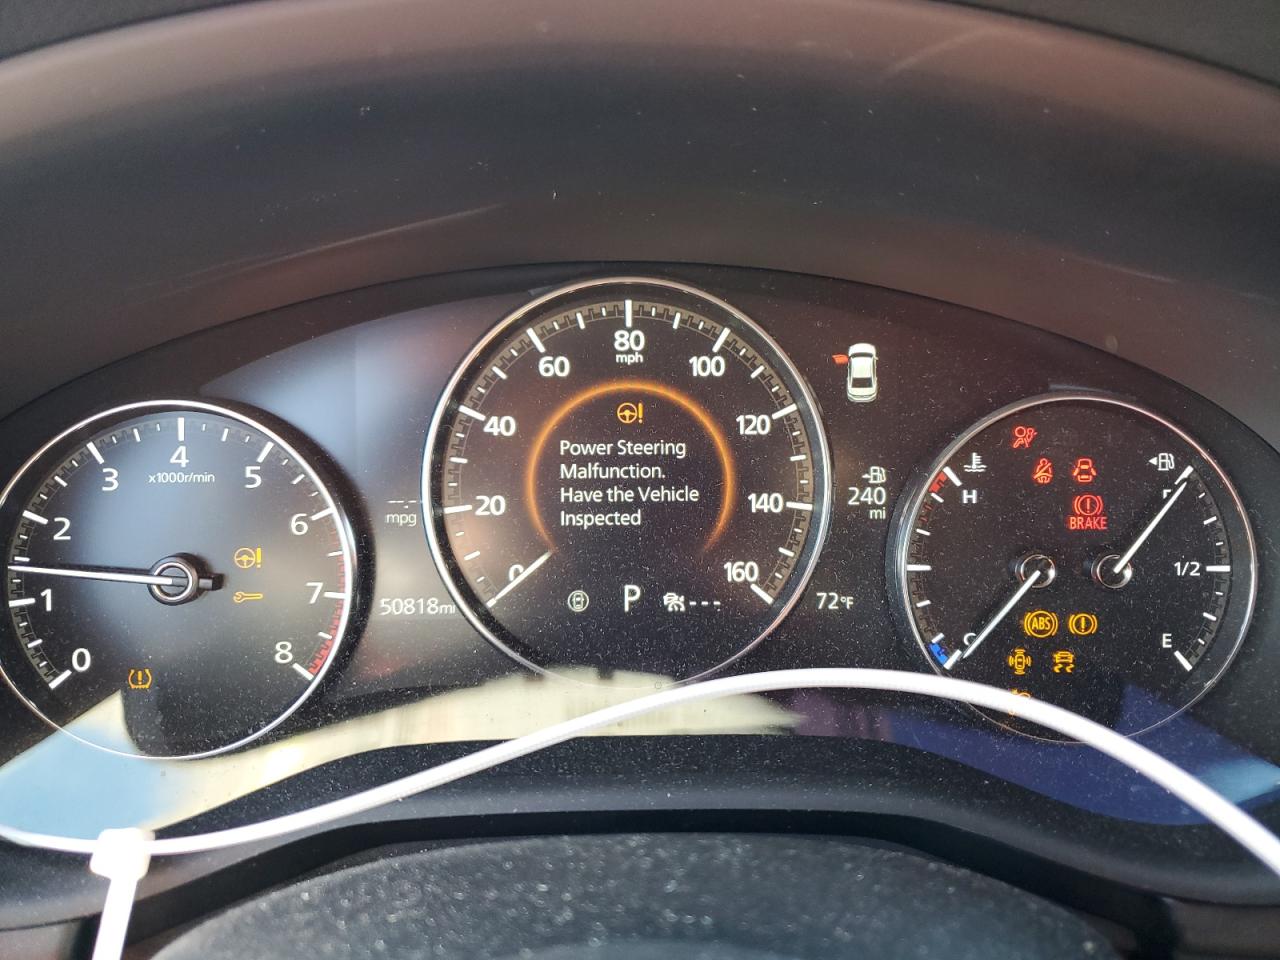 80
mph
60
100
40
120
Power Steering
Malfunction.
Have the Vehicle
Inspected
20
140
0
160
P
---
4
x1000r/min
3
5
2
6
1
7
0
8
--.-
mpg
50818mi
240
mi
72°F
H
C
BRAKE
ABS
F
1/2
E